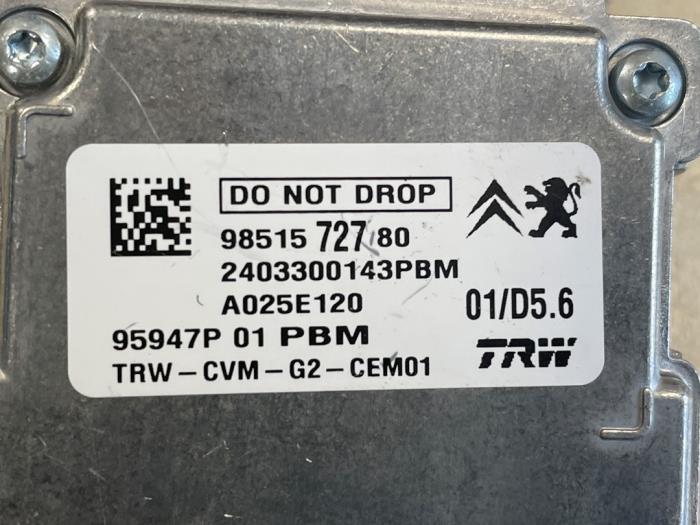 DO NOT DROP
98515 727 80
2403300143PBM
A025E120
01/D5.6
95947P 01 PBM
TRW
TRW-CVM-G2-CEM01